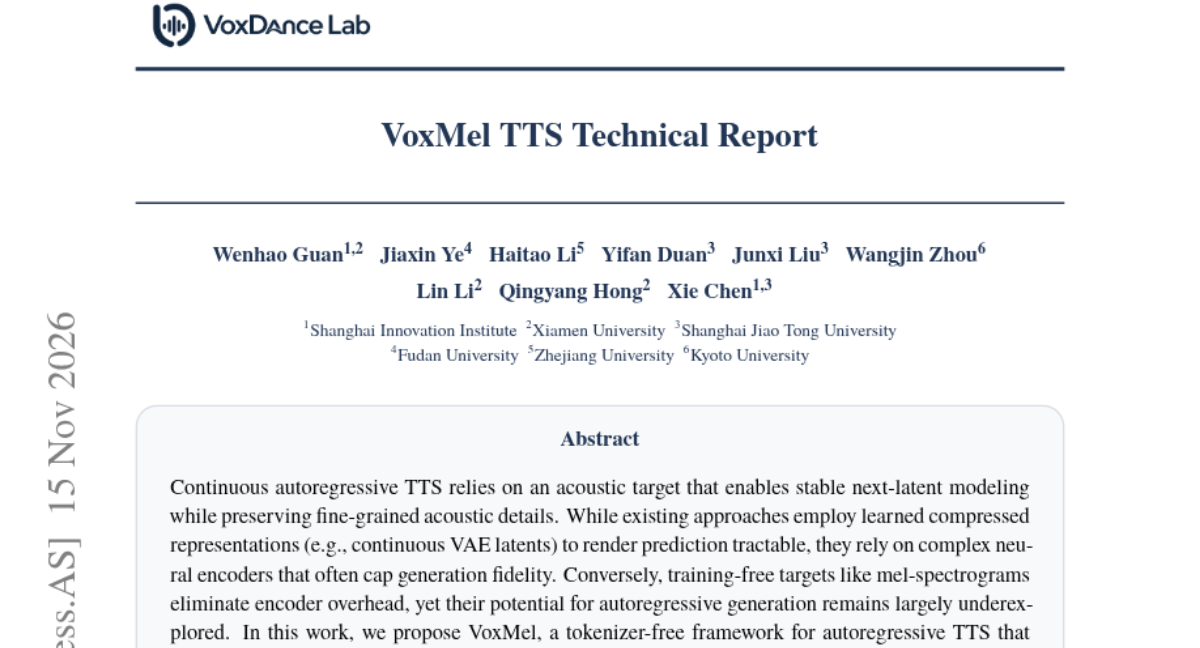 VoxDance Lab
VoxMel TTS Technical Report
Wenhao Guan1,2 Jiaxin Ye4 Haitao Li5 Yifan Duan3 Junxi Liu3 Wangjin Zhou6
Lin Li2 Qingyang Hong2 Xie Chen1,3
1Shanghai Innovation Institute 2Xiamen University 3Shanghai Jiao Tong University
4Fudan University 5Zhejiang University 6Kyoto University
ess.AS] 15 Nov 2026
Abstract
Continuous autoregressive TTS relies on an acoustic target that enables stable next-latent modeling
while preserving fine-grained acoustic details. While existing approaches employ learned compressed
representations (e.g., continuous VAE latents) to render prediction tractable, they rely on complex neu-
ral encoders that often cap generation fidelity. Conversely, training-free targets like mel-spectrograms
eliminate encoder overhead, yet their potential for autoregressive generation remains largely underex-
plored. In this work, we propose VoxMel, a tokenizer-free framework for autoregressive TTS that